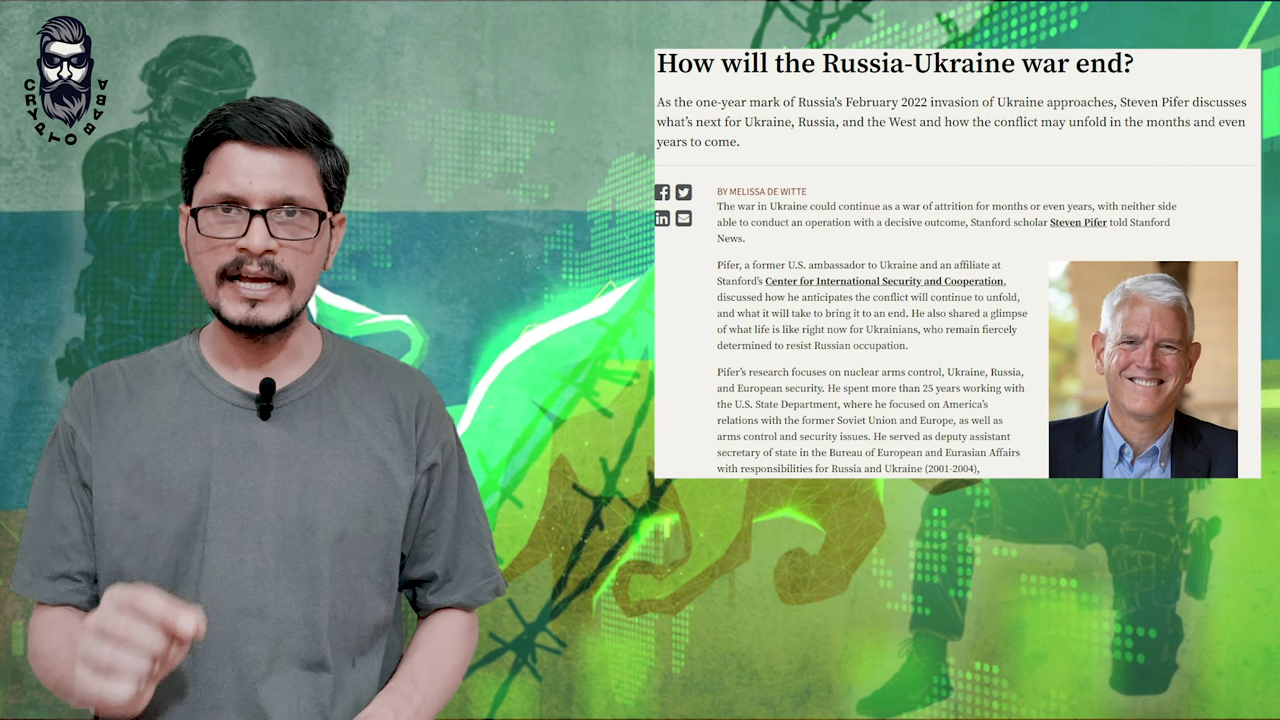 CRYPTO BABA
How will the Russia-Ukraine war end?
As the one-year mark of Russia's February 2022 invasion of Ukraine approaches, Steven Pifer discusses
what's next for Ukraine, Russia, and the West and how the conflict may unfold in the months and even
years to come.
BY MELISSA DE WITTE
The war in Ukraine could continue as a war of attrition for months or even years, with neither side
able to conduct an operation with a decisive outcome, Stanford scholar Steven Pifer told Stanford
News.
Pifer, a former U.S. ambassador to Ukraine and an affiliate at
Stanford's Center for International Security and Cooperation,
discussed how he anticipates the conflict will continue to unfold,
and what it will take to bring it to an end. He also shared a glimpse
of what life is like right now for Ukrainians, who remain fiercely
determined to resist Russian occupation.
Pifer's research focuses on nuclear arms control, Ukraine, Russia,
and European security. He spent more than 25 years working with
the U.S. State Department, where he focused on America's
relations with the former Soviet Union and Europe, as well as
arms control and security issues. He served as deputy assistant
secretary of state in the Bureau of European and Eurasian Affairs
with responsibilities for Russia and Ukraine (2001-2004),